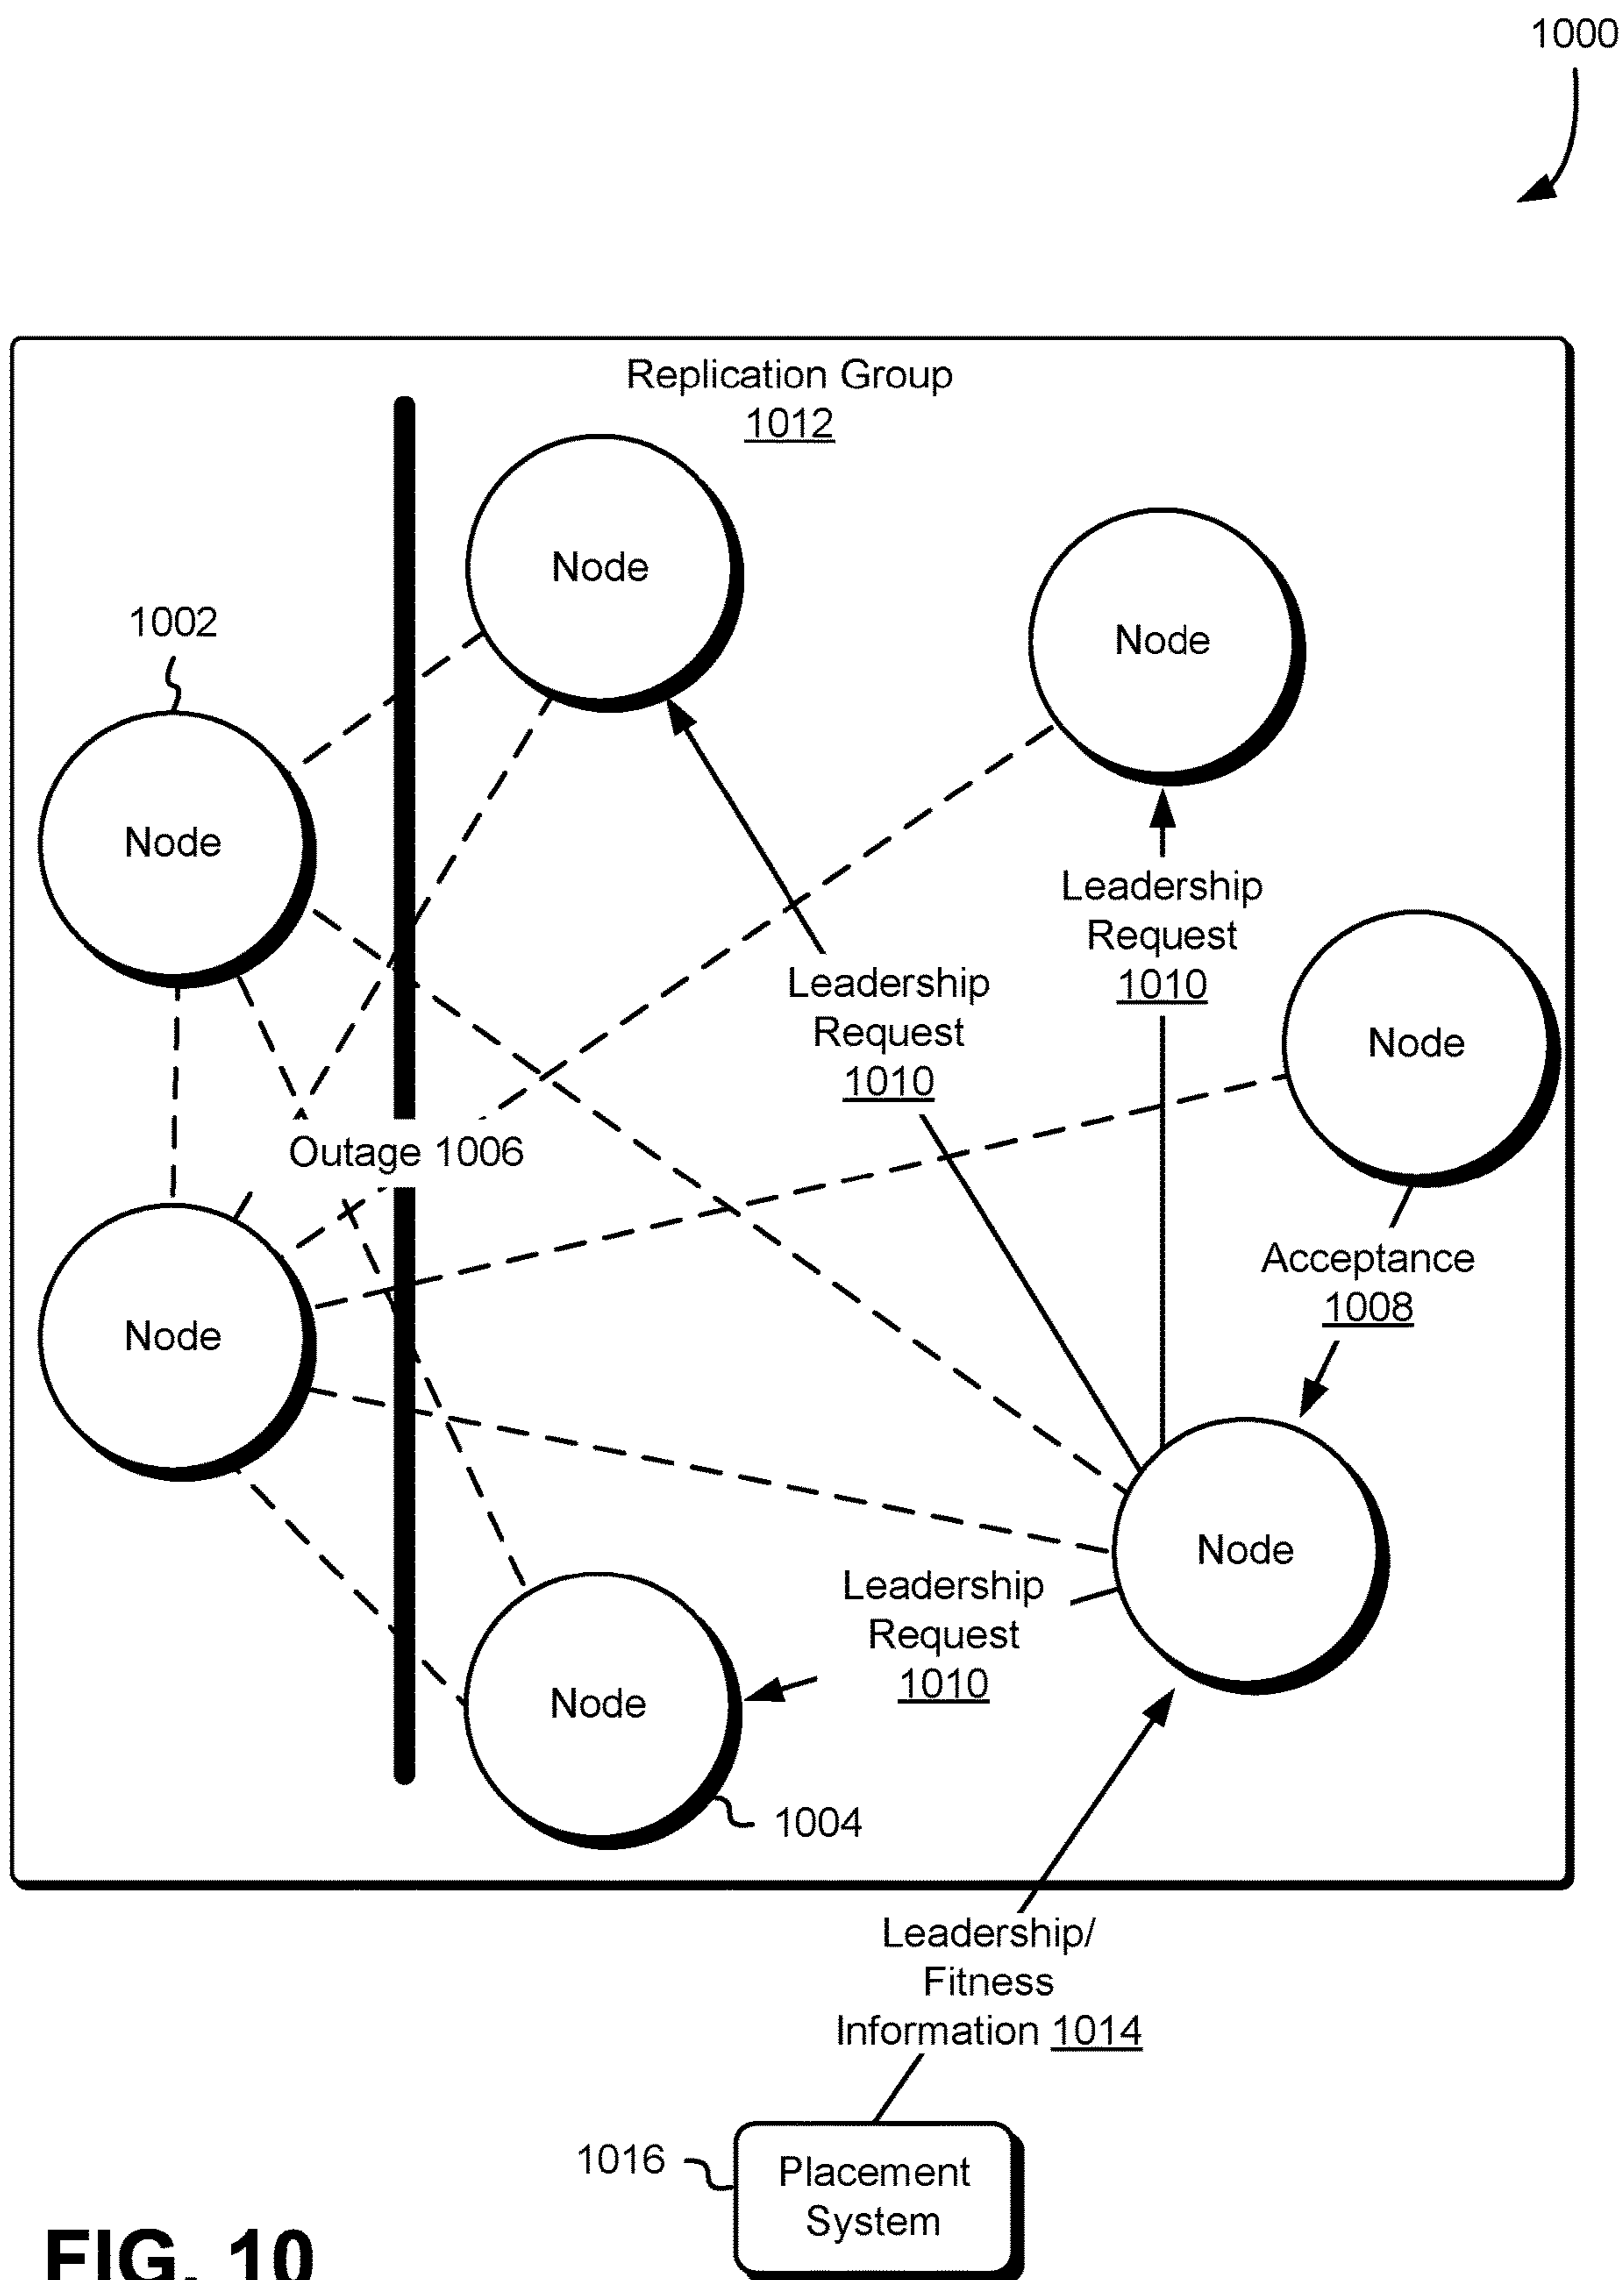 1000
Replication Group
1012
Node
Node
1002
Node
Leadership
Request
1010
Leadership
Request
1010
Node
Outage 1006
Acceptance
1008
Node
Node
Leadership
Request
1010
Node
1004
Leadership/
Fitness
Information 1014
1016
Placement
System
FIG. 10